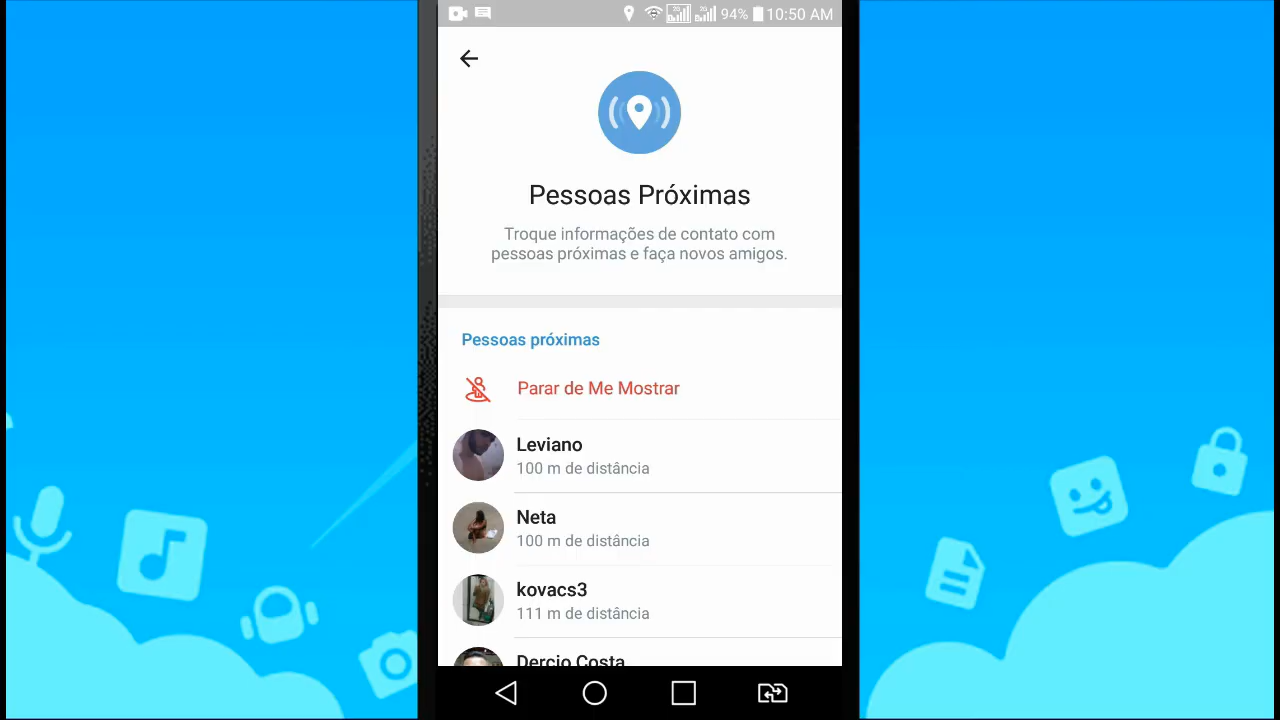 94% 10:50 AM
Pessoas Próximas
Troque informações de contato com
pessoas próximas e faça novos amigos.
Pessoas próximas
Parar de Me Mostrar
Leviano
100 m de distância
Neta
100 m de distância
kovacs3
111 m de distância
Dercio Costa